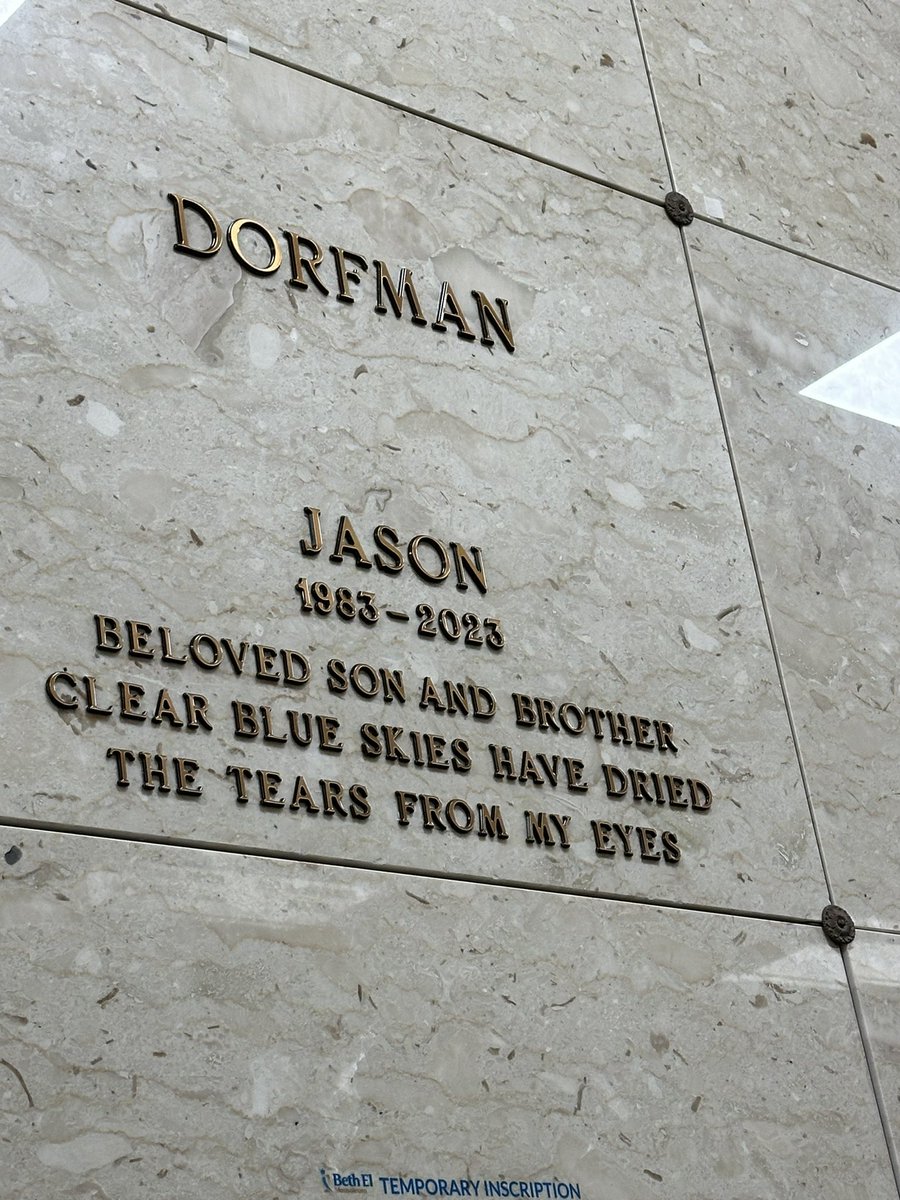 DORFMAN
JASON
1983-2023
BELOVED SON AND BROTHER
CLEAR BLUE SKIES HAVE DRIED
THE TEARS FROM MY EYES
Beth El TEMPORARY INSCRIPTION